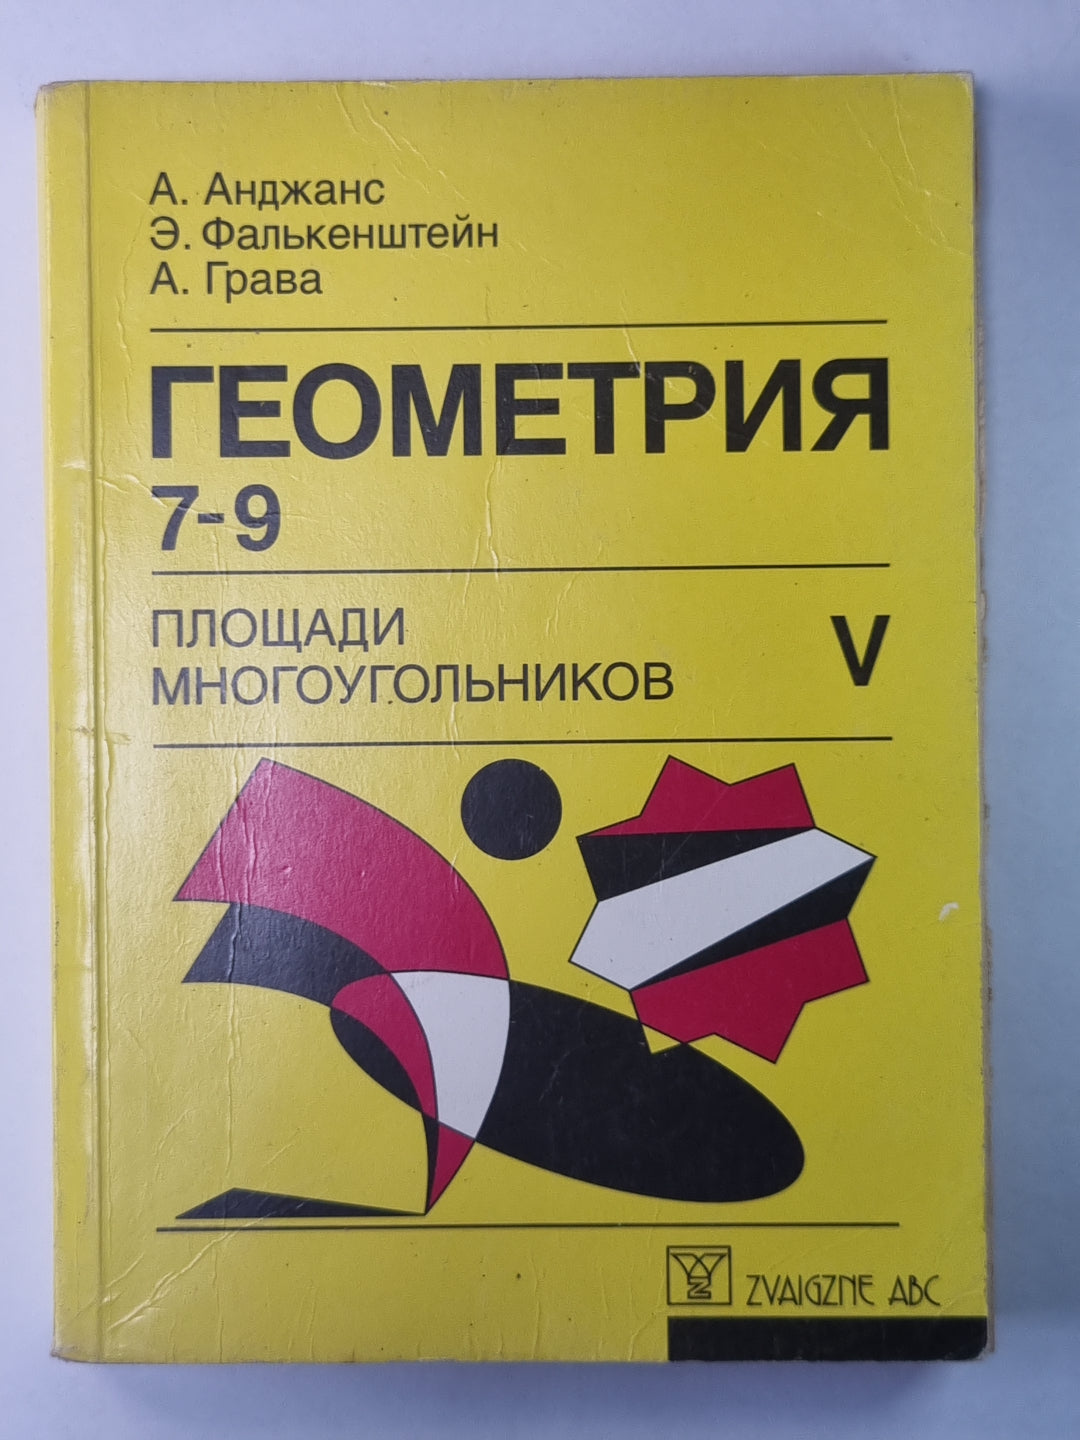 А. Анджанс
Э. Фалькенштейн
А. Грава
ГЕОМЕТРИЯ
7-9
ПЛОЩАДИ
МНОГОУГОЛЬНИКОВ
V
ZVAIGZNE ABC